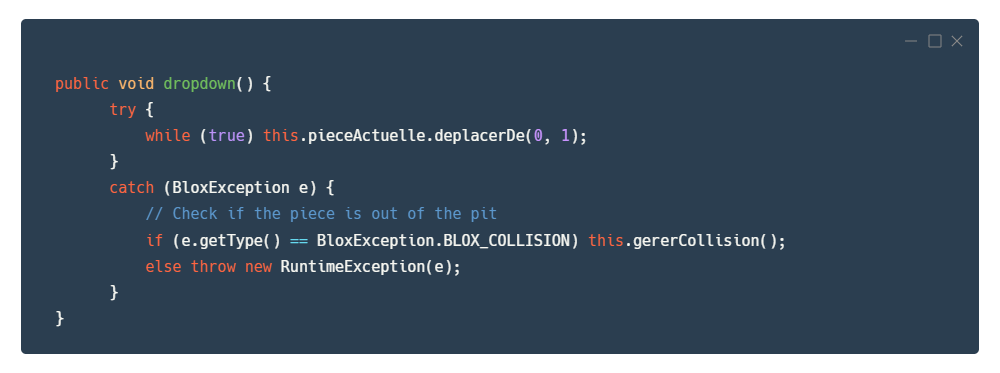 public void dropdown() {
try {
while (true) this.pieceActuelle.deplacerDe(0, 1);
}
catch (BloxException e) {
// Check if the piece is out of the pit
if (e.getType() == BloxException.BLOX_COLLISION) this.gererCollision();
else throw new RuntimeException(e);
}
}